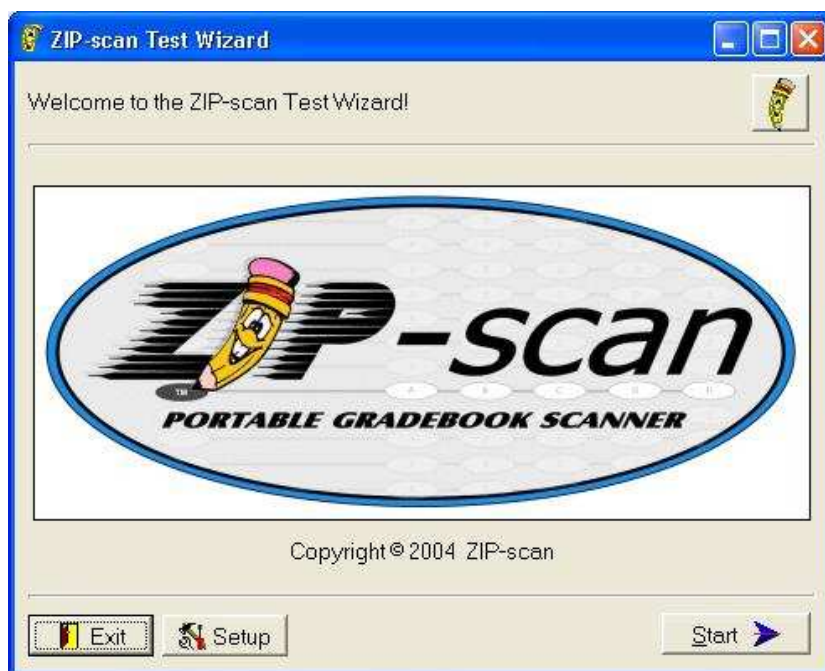 ZIP-scan Test Wizard
Welcome to the ZIP-scan Test Wizard!
ZIP-scan
TM
PORTABLE GRADEBOOK SCANNER
Copyright © 2004 ZIP-scan
Exit Setup Start